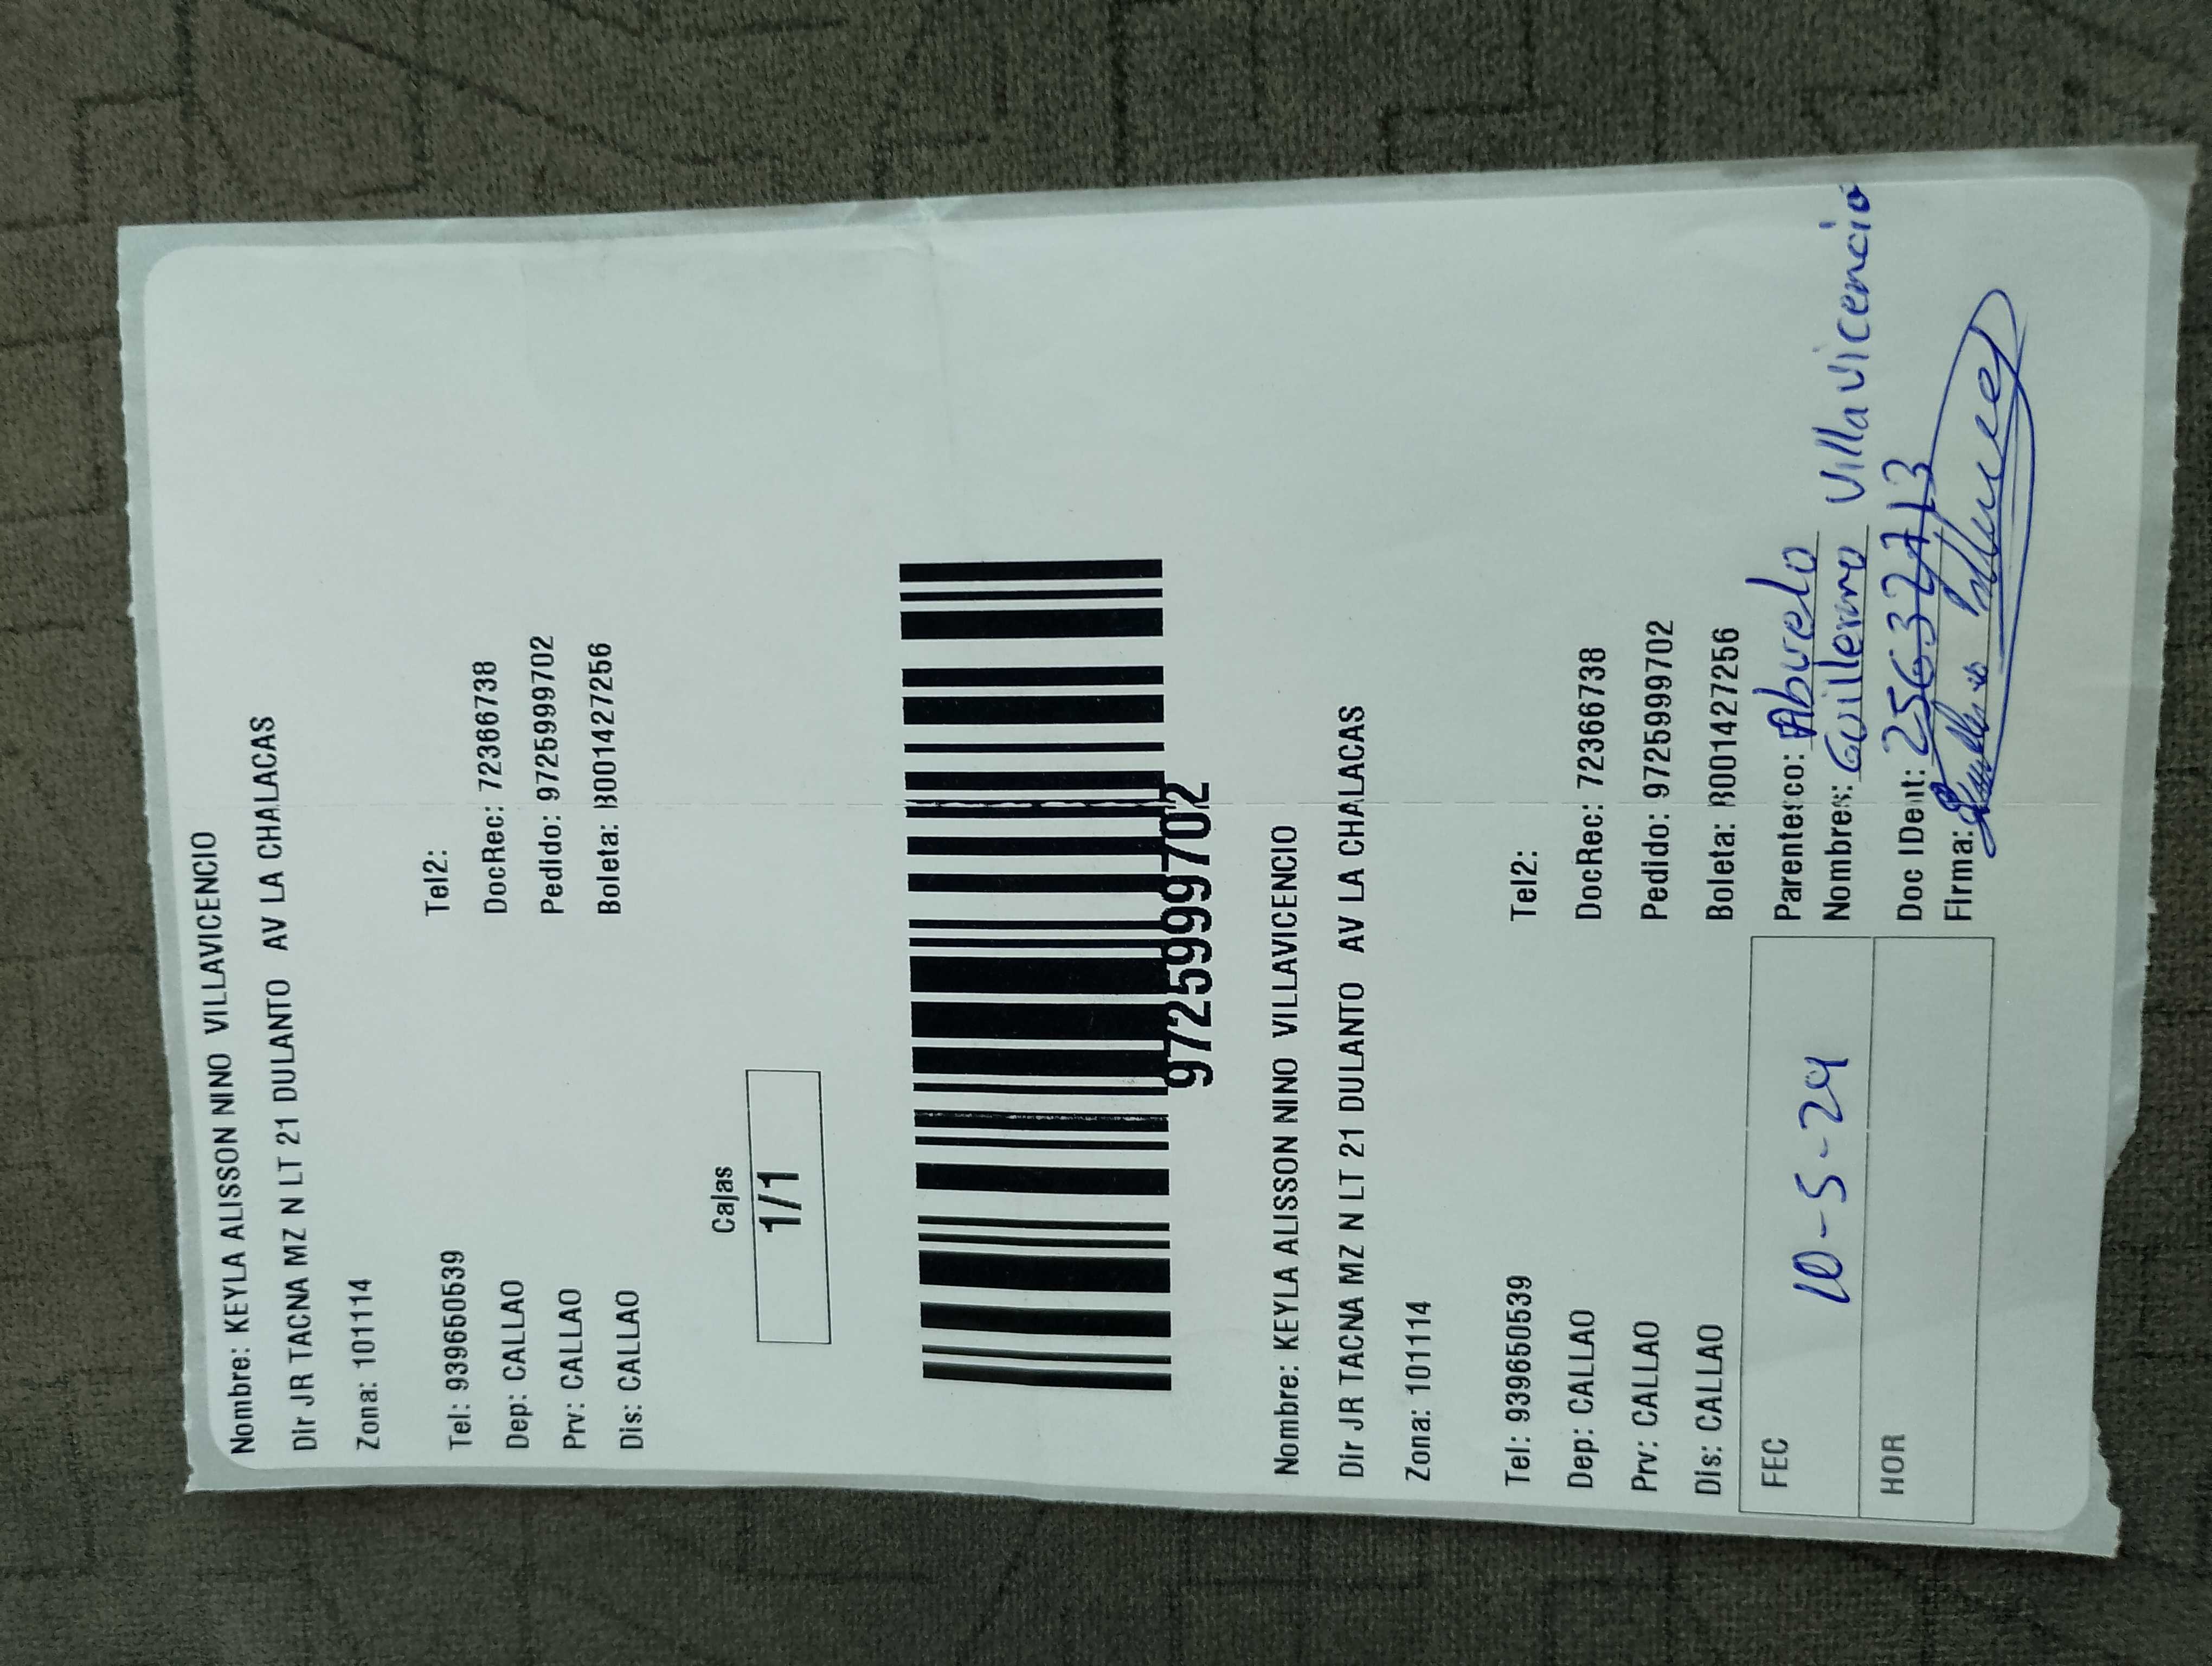 Nombre: KEYLA ALISSON NINO VILLAVICENCIO
Dir JR TACNA MZ N LT 21 DULANTO AV LA CHALACAS
Zona: 101114
Tel: 939650539 Tel2:
Dep: CALLAO DocRec: 72366738
Prv: CALLAO Pedido: 9725999702
Dis: CALLAO Boleta: B001427256
Cajas
1/1
9725999702
Nombre: KEYLA ALISSON NINO VILLAVICENCIO
Dir JR TACNA MZ N LT 21 DULANTO AV LA CHALACAS
Zona: 101114
Tel: 939650539 Tel2:
Dep: CALLAO DocRec: 72366738
Prv: CALLAO Pedido: 9725999702
Dis: CALLAO Boleta: B001427256
FEC 10-5-24 Parentesco: Abuelo
Nombres: Guillermo Villavicencio
HOR Doc IDent: 25632713
Firma: